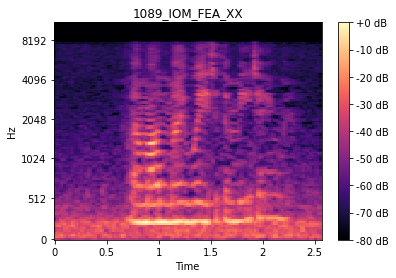 1089_IOM_FEA_XX
+0 dB
8192
-10 dB
4096
-20 dB
-30 dB
2048
Hz
-40 dB
1024
-50 dB
512
-60 dB
-70 dB
0
-80 dB
0 0.5 1 1.5 2 2.5
Time